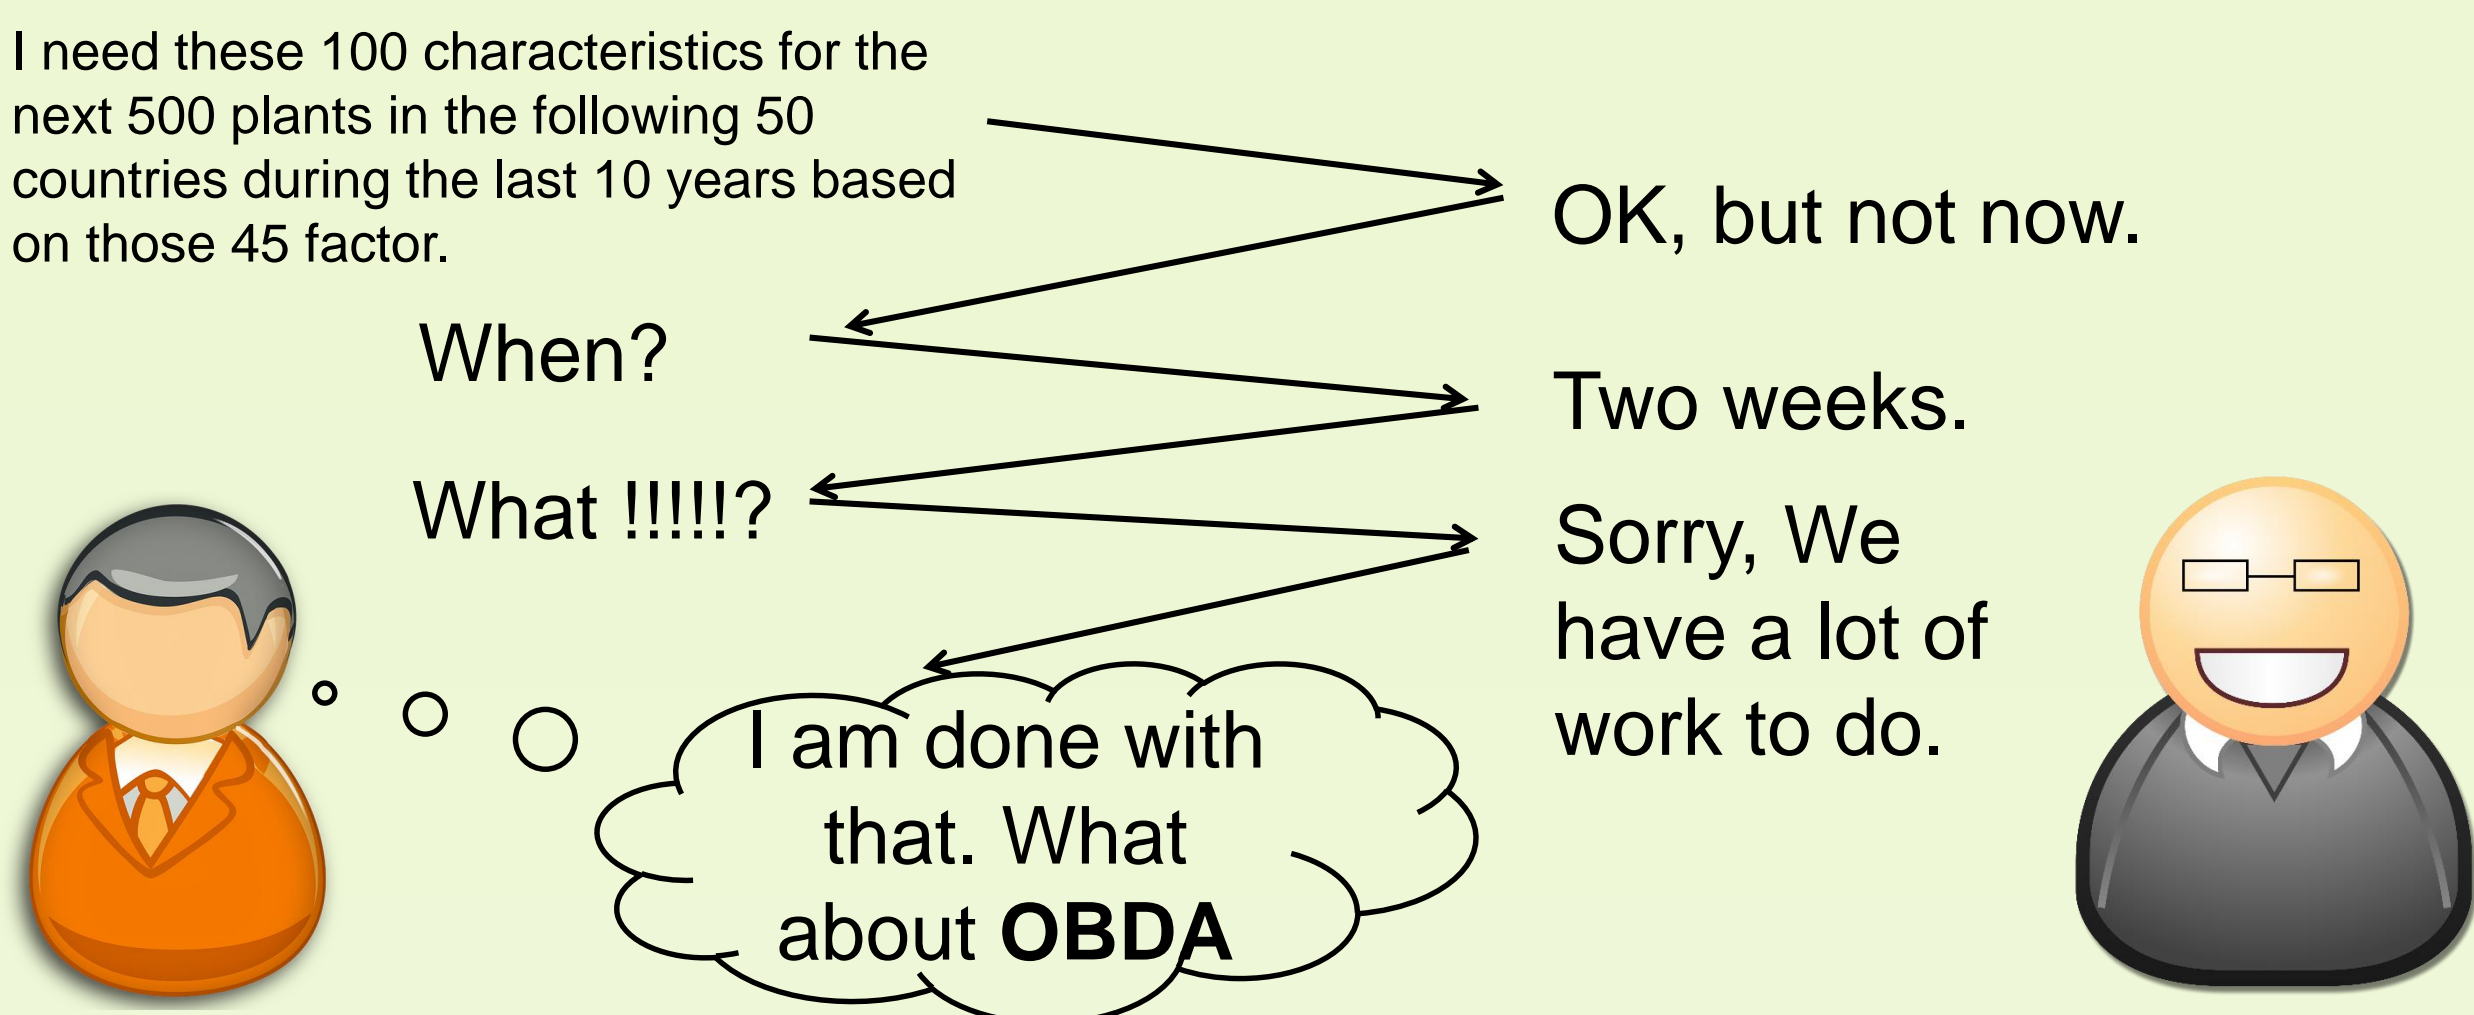 I need these 100 characteristics for the
next 500 plants in the following 50
countries during the last 10 years based
on those 45 factor.
OK, but not now.
When?
Two weeks.
What !!!!!?
Sorry, We
have a lot of
work to do.
I am done with
that. What
about OBDA